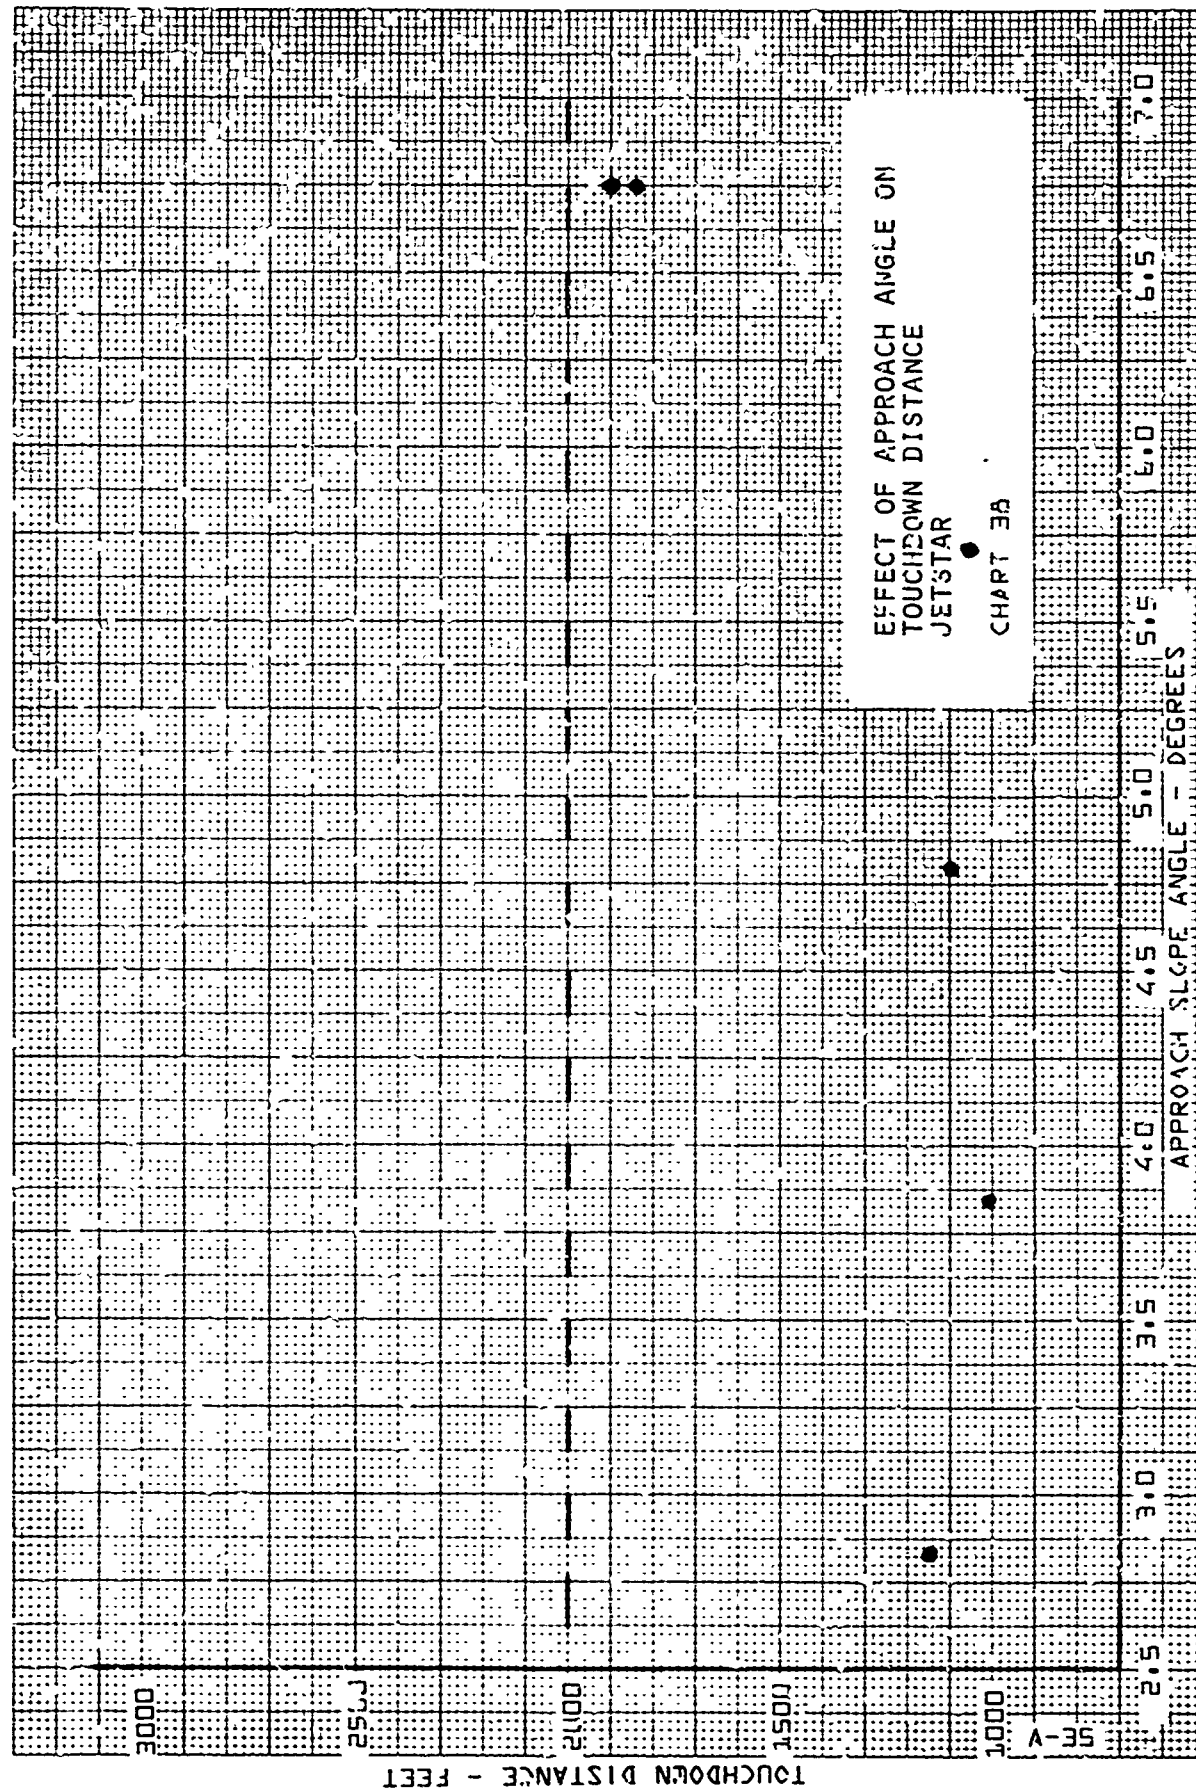 EFFECT OF APPROACH ANGLE ON
TOUCHDOWN DISTANCE
JETSTAR
CHART 3B
TOUCHDOWN DISTANCE - FEET
3000
2500
2000
1500
1000
2.5 3.0 3.5 4.0 4.5 5.0 5.5 6.0 6.5 7.0
APPROACH SLOPE ANGLE - DEGREES